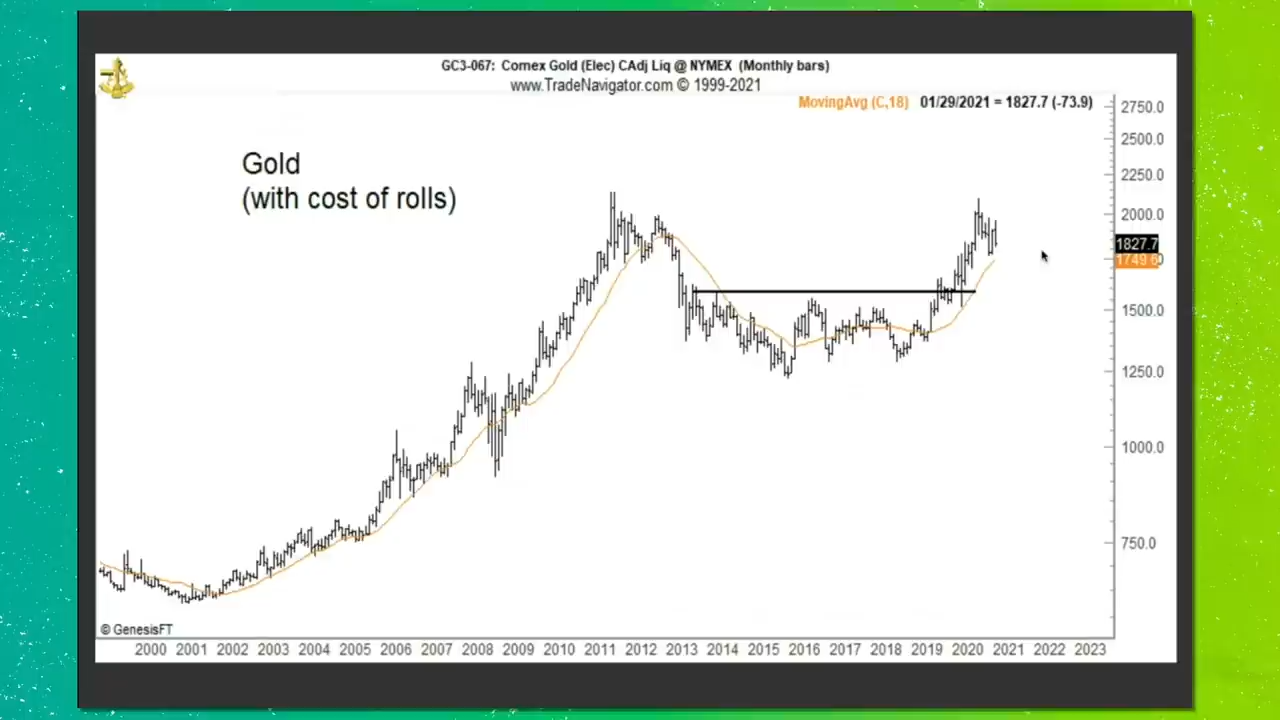 GC3-067: Comex Gold (Elec) CAdj Liq @ NYMEX (Monthly bars)
www.TradeNavigator.com © 1999-2021
MovingAvg (C,18) 01/29/2021 = 1827.7 (-73.9)
Gold
(with cost of rolls)
2750.0
2500.0
2250.0
2000.0
1827.7
1749.6
1500.0
1250.0
1000.0
750.0
© GenesisFT
2000 2001 2002 2003 2004 2005 2006 2007 2008 2009 2010 2011 2012 2013 2014 2015 2016 2017 2018 2019 2020 2021 2022 2023